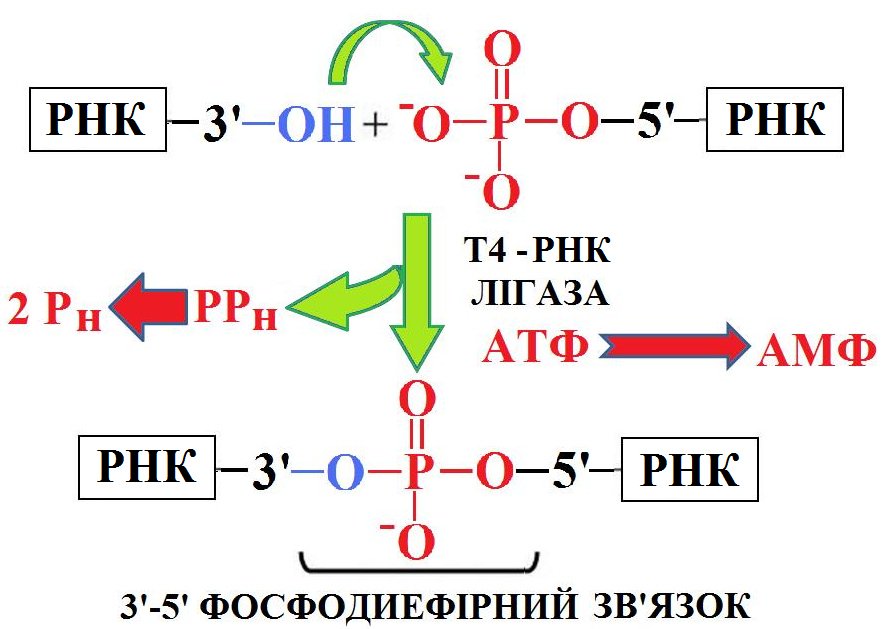 O
РНК 3' OH + -O P O 5' РНК
-O
Т4 - РНК
ЛІГАЗА
2 Pн PPн
АТФ АМФ
O
РНК 3' O P O 5' РНК
-O
3'-5' ФОСФОДИЕФІРНИЙ ЗВ'ЯЗОК